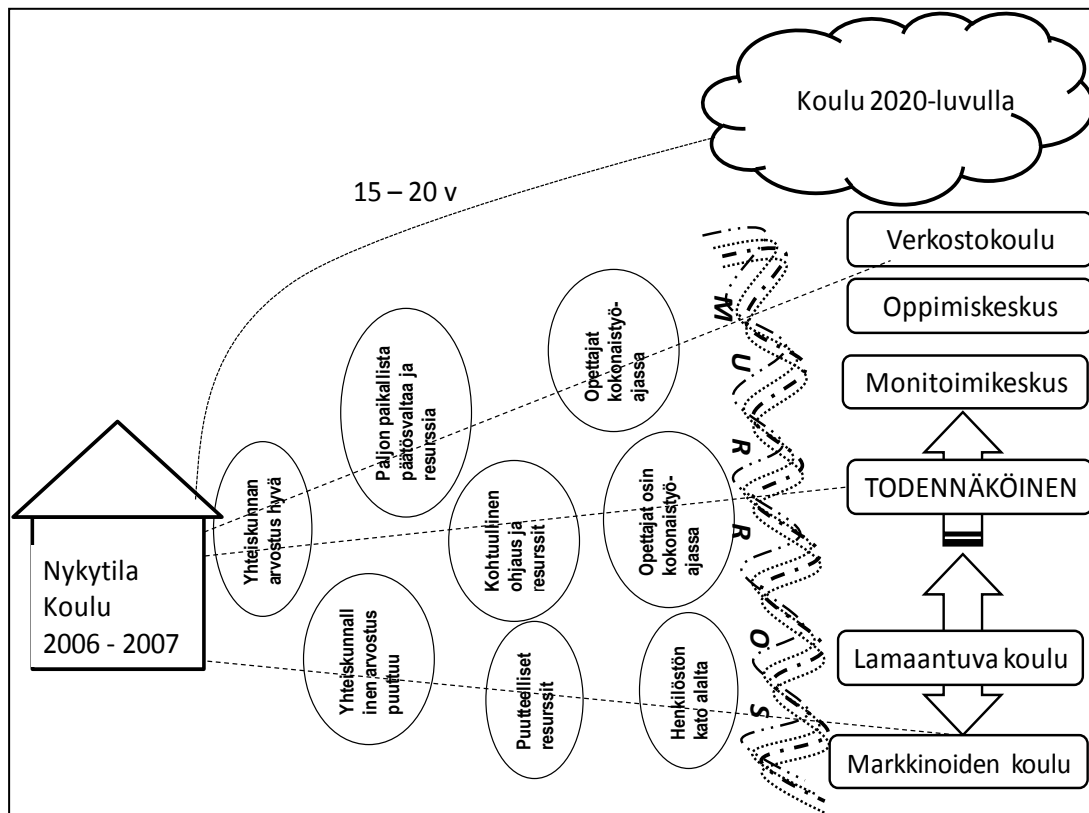 Koulu 2020-luvulla
15 – 20 v
Verkostokoulu
Oppimiskeskus
Monitoimikeskus
TODENNÄKÖINEN
Lamaantuva koulu
Markkinoiden koulu
Nykytila
Koulu
2006 - 2007
Yhteiskunnan
arvostus hyvä
Paljon paikallista
päätösvaltaa ja
resurssia
Opettajat
kokonaistyö-
ajassa
Kohtuullinen
ohjaus ja
resurssit
Opettajat osin
kokonaistyö-
ajassa
Yhteiskunnall
inen arvostus
puuttuu
Puutteelliset
resurssit
Henkilöstön
kato alalta
M U R R O S